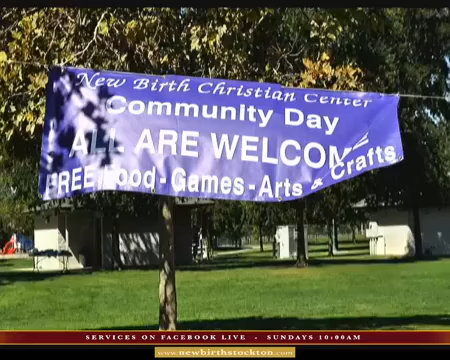 New Birth Christian Center
Community Day
ALL ARE WELCOME
FREE Food - Games - Arts & Crafts
SERVICES ON FACEBOOK LIVE - SUNDAYS 10:00AM
www.newbirthstockton.com